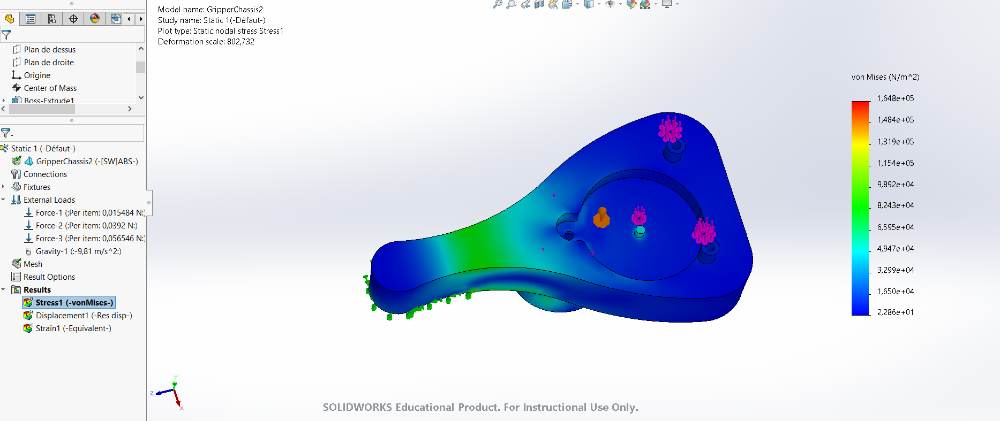 Model name: GripperChassis2
Study name: Static 1(-Défaut-)
Plot type: Static nodal stress Stress1
Deformation scale: 802,732
Plan de dessus
Plan de droite
Origine
Center of Mass
Boss-Extrude1
Static 1 (-Défaut-)
GripperChassis2 (-[SW]ABS-)
Connections
Fixtures
External Loads
Force-1 (:Per item: 0,015484 N:)
Force-2 (:Per item: 0,0392 N:)
Force-3 (:Per item: 0,056546 N:)
Gravity-1 (:-9,81 m/s^2:)
Mesh
Result Options
Results
Stress1 (-vonMises-)
Displacement1 (-Res disp-)
Strain1 (-Equivalent-)
von Mises (N/m^2)
1,648e+05
1,484e+05
1,319e+05
1,154e+05
9,892e+04
8,243e+04
6,595e+04
4,947e+04
3,299e+04
1,650e+04
2,286e+01
Y
Z
X
SOLIDWORKS Educational Product. For Instructional Use Only.